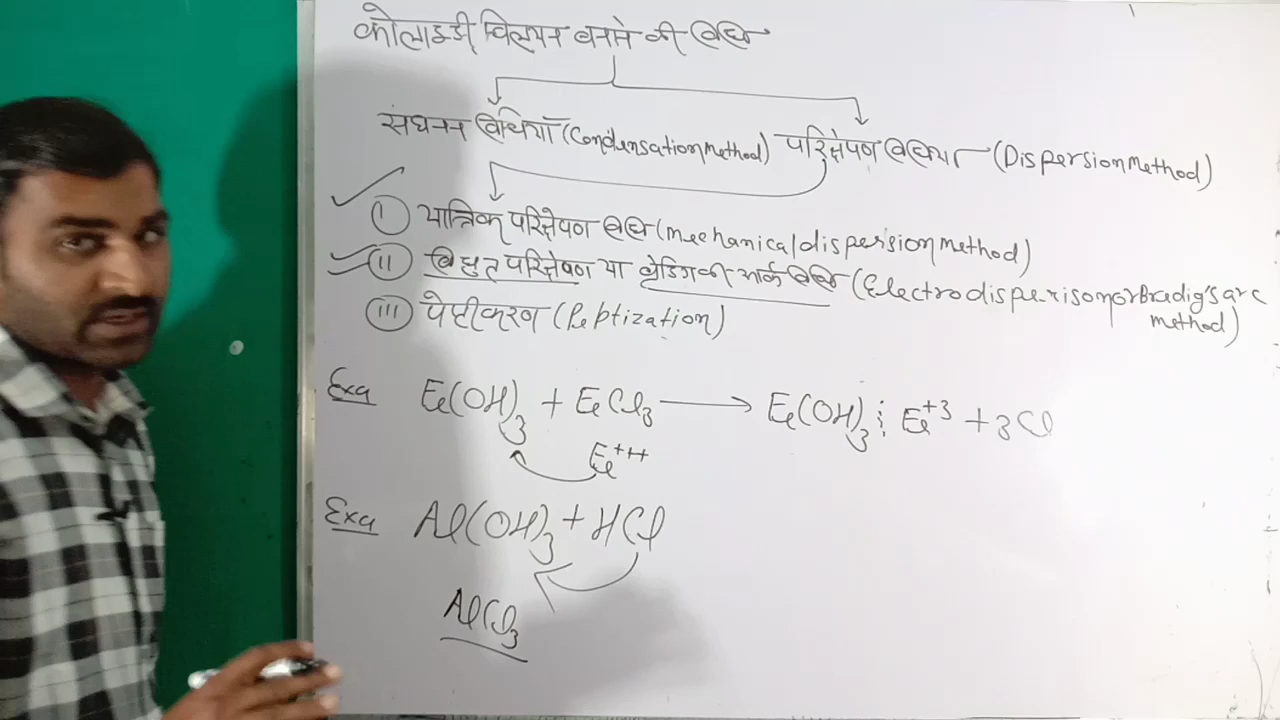 कोलाइडी विलयन बनाने की विधि
संघनन विधियाँ (Condensation Method) परिक्षेपण विधियाँ (Dispersion Method)
I यान्त्रिक परिक्षेपण विधि (mechanical dispersion method)
II विधुत परिक्षेपण या ब्रेडिग की आर्क विधि (Electrodisperison or Bredig's arc
method)
III पेप्टीकरण (Peptization)
Exa Fe(OH)3 + FeCl3 → Fe(OH)3 ⋮ Fe+3 + 3Cl
Fe+++
Exa Al(OH)3 + HCl
AlCl3